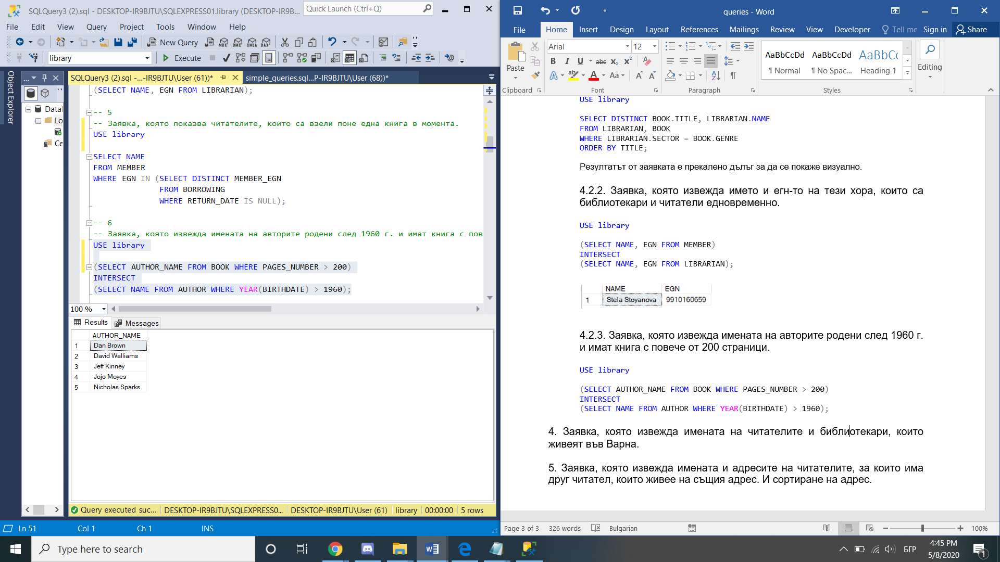 SQLQuery3 (2).sql - DESKTOP-IR9BJTU\SQLEXPRESS01.library (DESKTOP-IR9B...
Quick Launch (Ctrl+Q)
File Edit View Query Project Tools Window Help
New Query
MDX DMX XMLA DAX
library
Execute
Object Explorer
...
Datal
Lo
Ce
SQLQuery3 (2).sql -...-IR9BJTU\User (61))*
simple_queries.sql...P-IR9BJTU\User (68))*
(SELECT NAME, EGN FROM LIBRARIAN);
-- 5
-- Заявка, която показва читателите, които са взели поне една книга в момента.
USE library
SELECT NAME
FROM MEMBER
WHERE EGN IN (SELECT DISTINCT MEMBER_EGN
FROM BORROWING
WHERE RETURN_DATE IS NULL);
-- 6
-- Заявка, която извежда имената на авторите родени след 1960 г. и имат книга с пов
USE library
(SELECT AUTHOR_NAME FROM BOOK WHERE PAGES_NUMBER > 200)
INTERSECT
(SELECT NAME FROM AUTHOR WHERE YEAR(BIRTHDATE) > 1960);
100 %
Results Messages
AUTHOR_NAME
1 Dan Brown
2 David Walliams
3 Jeff Kinney
4 Jojo Moyes
5 Nicholas Sparks
Query executed suc... DESKTOP-IR9BJTU\SQLEXPRESS0... DESKTOP-IR9BJTU\User (61) library 00:00:00 5 rows
Ln 51 Col 1 Ch 1 INS
queries - Word
File Home Insert Design Layout References Mailings Review View Developer Tell me Sign in Share
Paste
Clipboard
Arial 12
B I U abc X₂ X²
A ab A Aa A A
Font
Paragraph
AaBbCcDd AaBbCcDd AaBbCc
¶ Normal ¶ No Spac... Heading 1
Styles
Editing
USE library
SELECT DISTINCT BOOK.TITLE, LIBRARIAN.NAME
FROM LIBRARIAN, BOOK
WHERE LIBRARIAN.SECTOR = BOOK.GENRE
ORDER BY TITLE;
Резултатът от заявката е прекалено дълъг за да се покаже визуално.
4.2.2. Заявка, която извежда името и егн-то на тези хора, които са
библиотекари и читатели едновременно.
USE library
(SELECT NAME, EGN FROM MEMBER)
INTERSECT
(SELECT NAME, EGN FROM LIBRARIAN);
NAME EGN
1 Stela Stoyanova 9910160659
4.2.3. Заявка, която извежда имената на авторите родени след 1960 г.
и имат книга с повече от 200 страници.
USE library
(SELECT AUTHOR_NAME FROM BOOK WHERE PAGES_NUMBER > 200)
INTERSECT
(SELECT NAME FROM AUTHOR WHERE YEAR(BIRTHDATE) > 1960);
4. Заявка, която извежда имената на читателите и библиотекари, които
живеят във Варна.
5. Заявка, която извежда имената и адресите на читателите, за които има
друг читател, които живее на същия адрес. И сортиране на адрес.
Page 3 of 3 326 words Bulgarian 100%
Type here to search
БГР
4:45 PM
5/8/2020
1